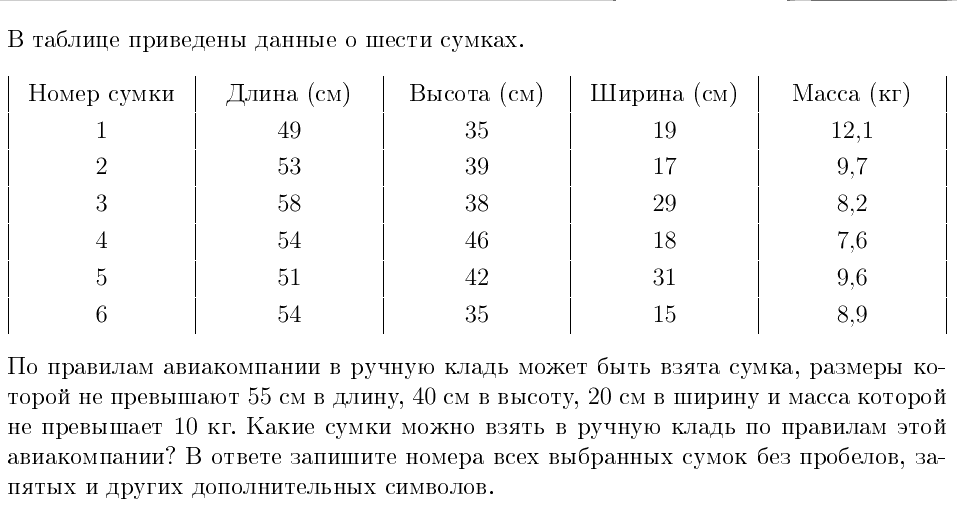 В таблице приведены данные о шести сумках.
Номер сумки Длина (см) Высота (см) Ширина (см) Масса (кг)
1 49 35 19 12,1
2 53 39 17 9,7
3 58 38 29 8,2
4 54 46 18 7,6
5 51 42 31 9,6
6 54 35 15 8,9
По правилам авиакомпании в ручную кладь может быть взята сумка, размеры ко-
торой не превышают 55 см в длину, 40 см в высоту, 20 см в ширину и масса которой
не превышает 10 кг. Какие сумки можно взять в ручную кладь по правилам этой
авиакомпании? В ответе запишите номера всех выбранных сумок без пробелов, за-
пятых и других дополнительных символов.